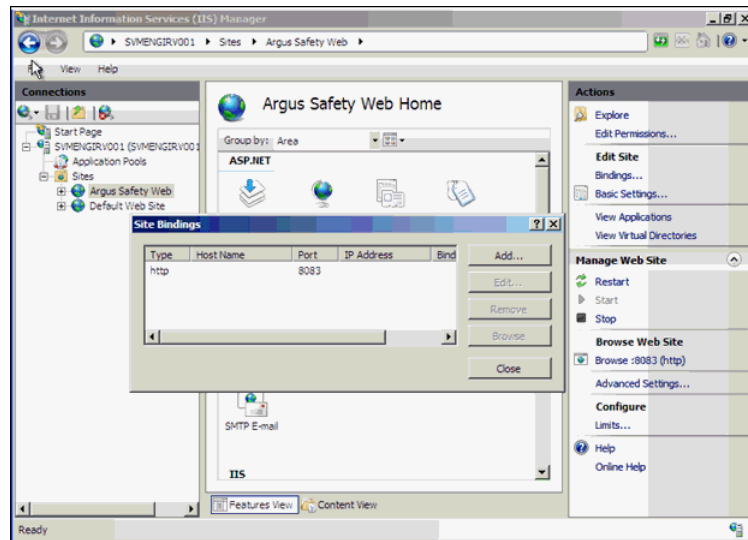 Internet Information Services (IIS) Manager
SVMENGIRV001 Sites Argus Safety Web
View Help
Connections
Start Page
SVMENGIRV001 (SVMENGIRV001
Application Pools
Sites
Argus Safety Web
Default Web Site
Argus Safety Web Home
Group by: Area
ASP.NET
Site Bindings
Type Host Name Port IP Address Bind
http 8083
Add...
Edit...
Remove
Browse
Close
SMTP E-mail
IIS
Features View Content View
Actions
Explore
Edit Permissions...
Edit Site
Bindings...
Basic Settings...
View Applications
View Virtual Directories
Manage Web Site
Restart
Start
Stop
Browse Web Site
Browse :8083 (http)
Advanced Settings...
Configure
Limits...
Help
Online Help
Ready